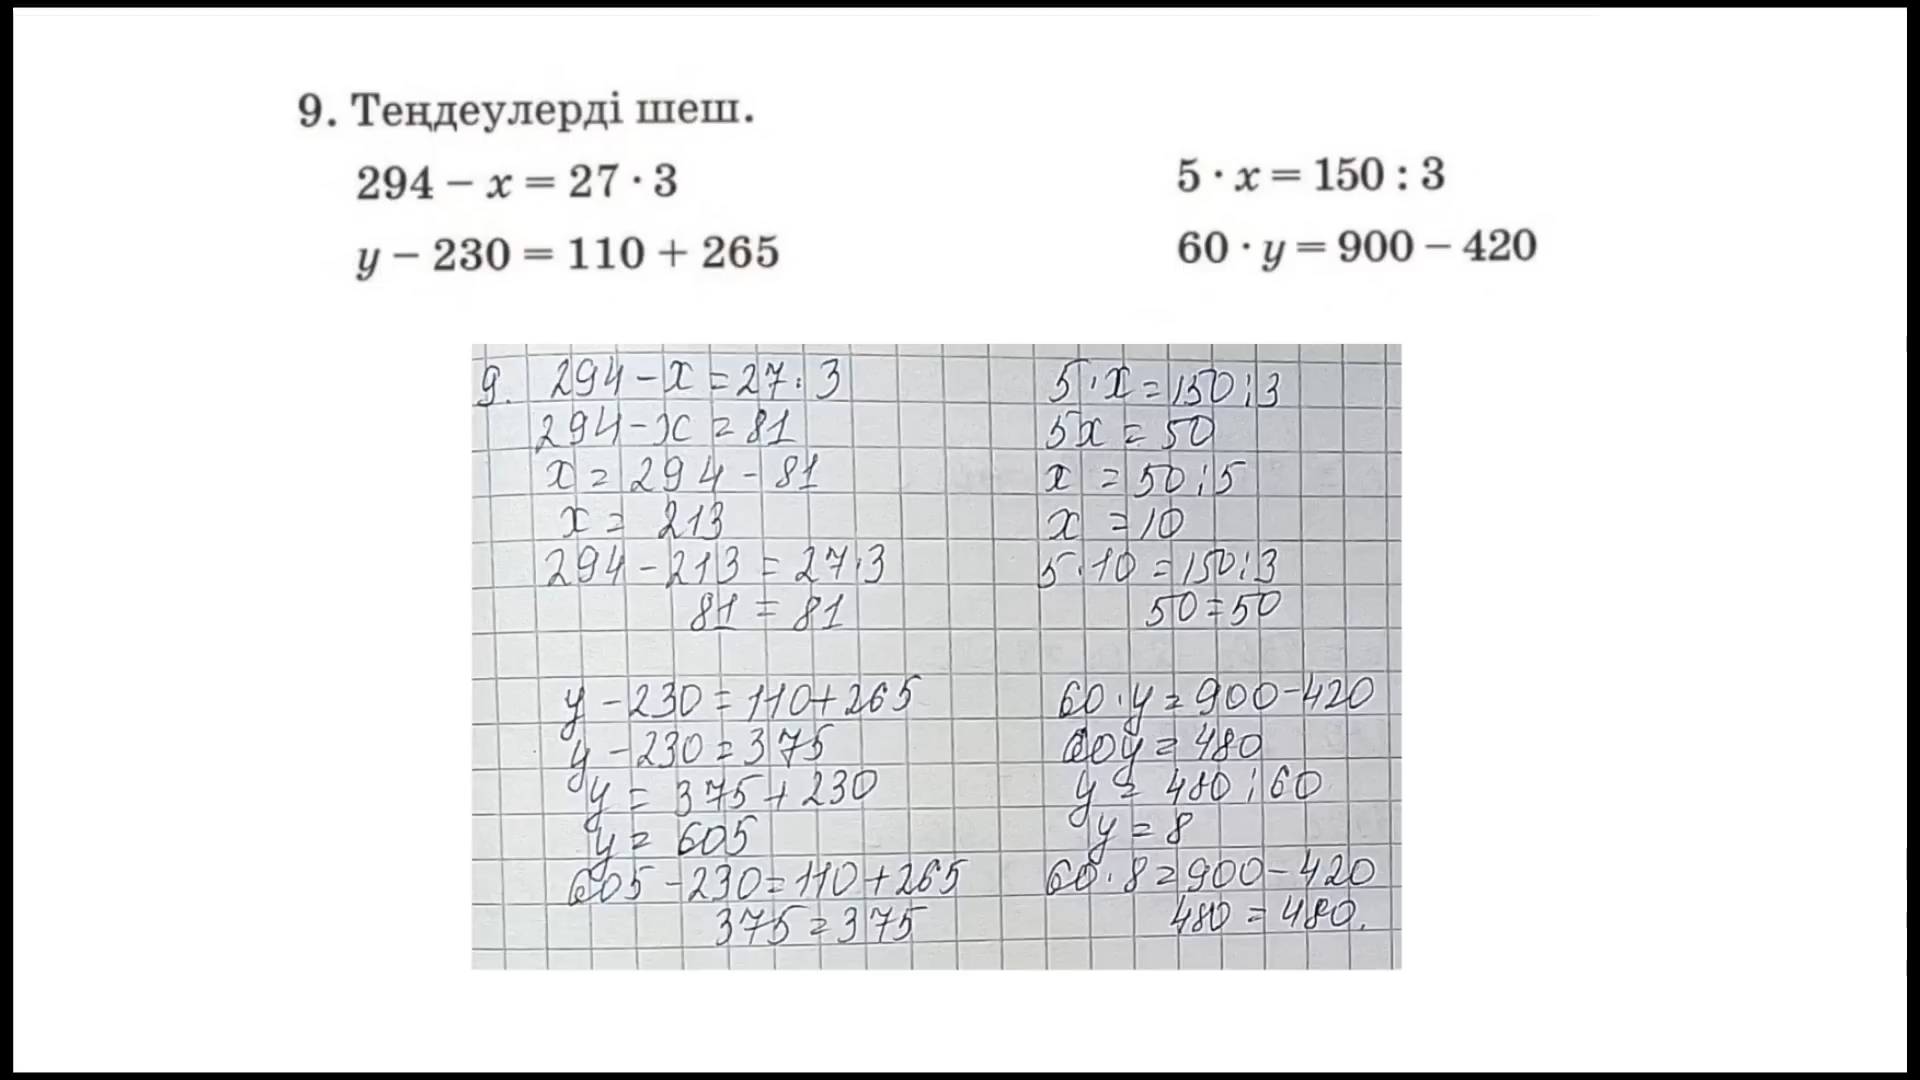 9. Теңдеулерді шеш.
294 – x = 27 · 3
y – 230 = 110 + 265
5 · x = 150 : 3
60 · y = 900 – 420
9. 294 - x = 27 · 3
294 - x = 81
x = 294 - 81
x = 213
294 - 213 = 27 · 3
81 = 81
5 · x = 150 : 3
5x = 50
x = 50 : 5
x = 10
5 · 10 = 150 : 3
50 = 50
y - 230 = 110 + 265
y - 230 = 375
y = 375 + 230
y = 605
605 - 230 = 110 + 265
375 = 375
60 · y = 900 - 420
60y = 480
y = 480 : 60
y = 8
60 · 8 = 900 - 420
480 = 480.